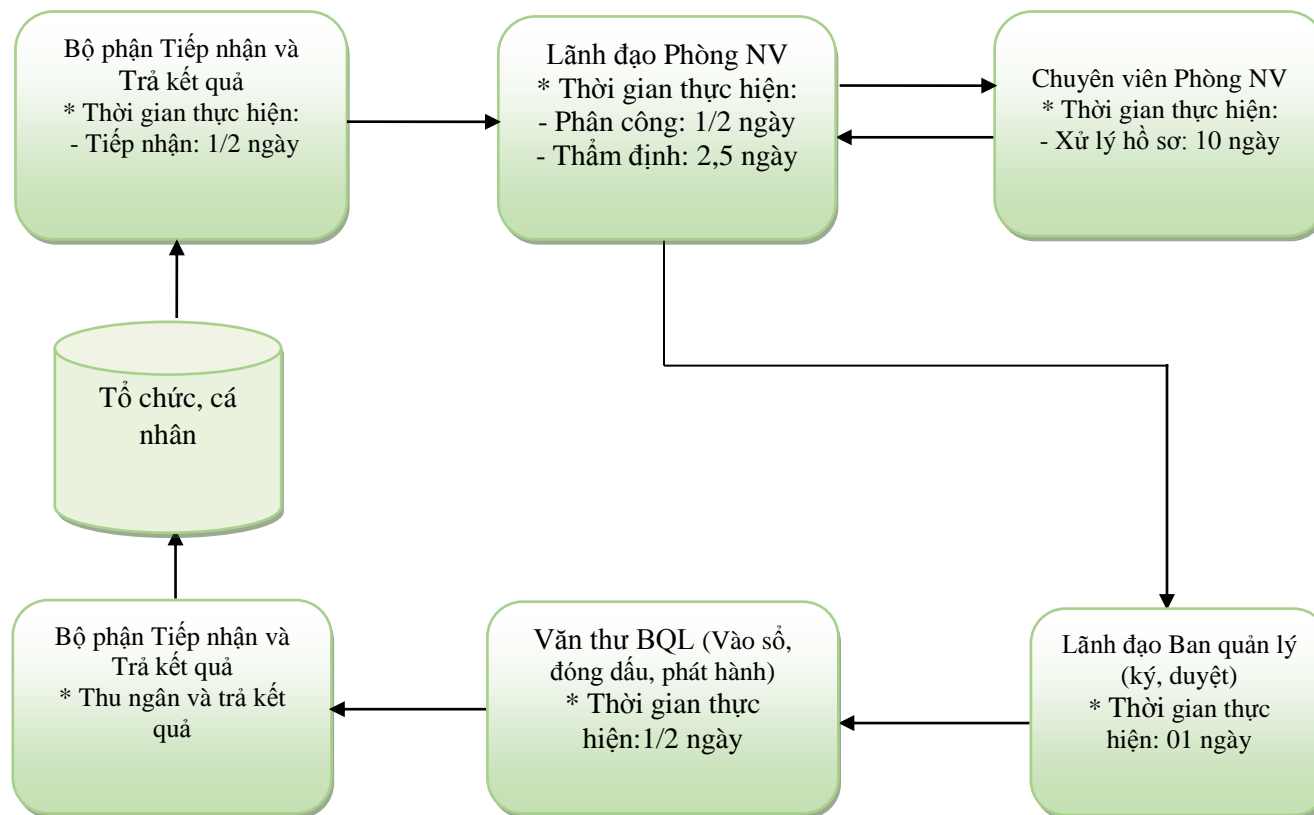 Bộ phận Tiếp nhận và
Trả kết quả
* Thời gian thực hiện:
- Tiếp nhận: 1/2 ngày
Lãnh đạo Phòng NV
* Thời gian thực hiện:
- Phân công: 1/2 ngày
- Thẩm định: 2,5 ngày
Chuyên viên Phòng NV
* Thời gian thực hiện:
- Xử lý hồ sơ: 10 ngày
Tổ chức, cá
nhân
Bộ phận Tiếp nhận và
Trả kết quả
* Thu ngân và trả kết
quả
Văn thư BQL (Vào sổ,
đóng dấu, phát hành)
* Thời gian thực
hiện:1/2 ngày
Lãnh đạo Ban quản lý
(ký, duyệt)
* Thời gian thực
hiện: 01 ngày